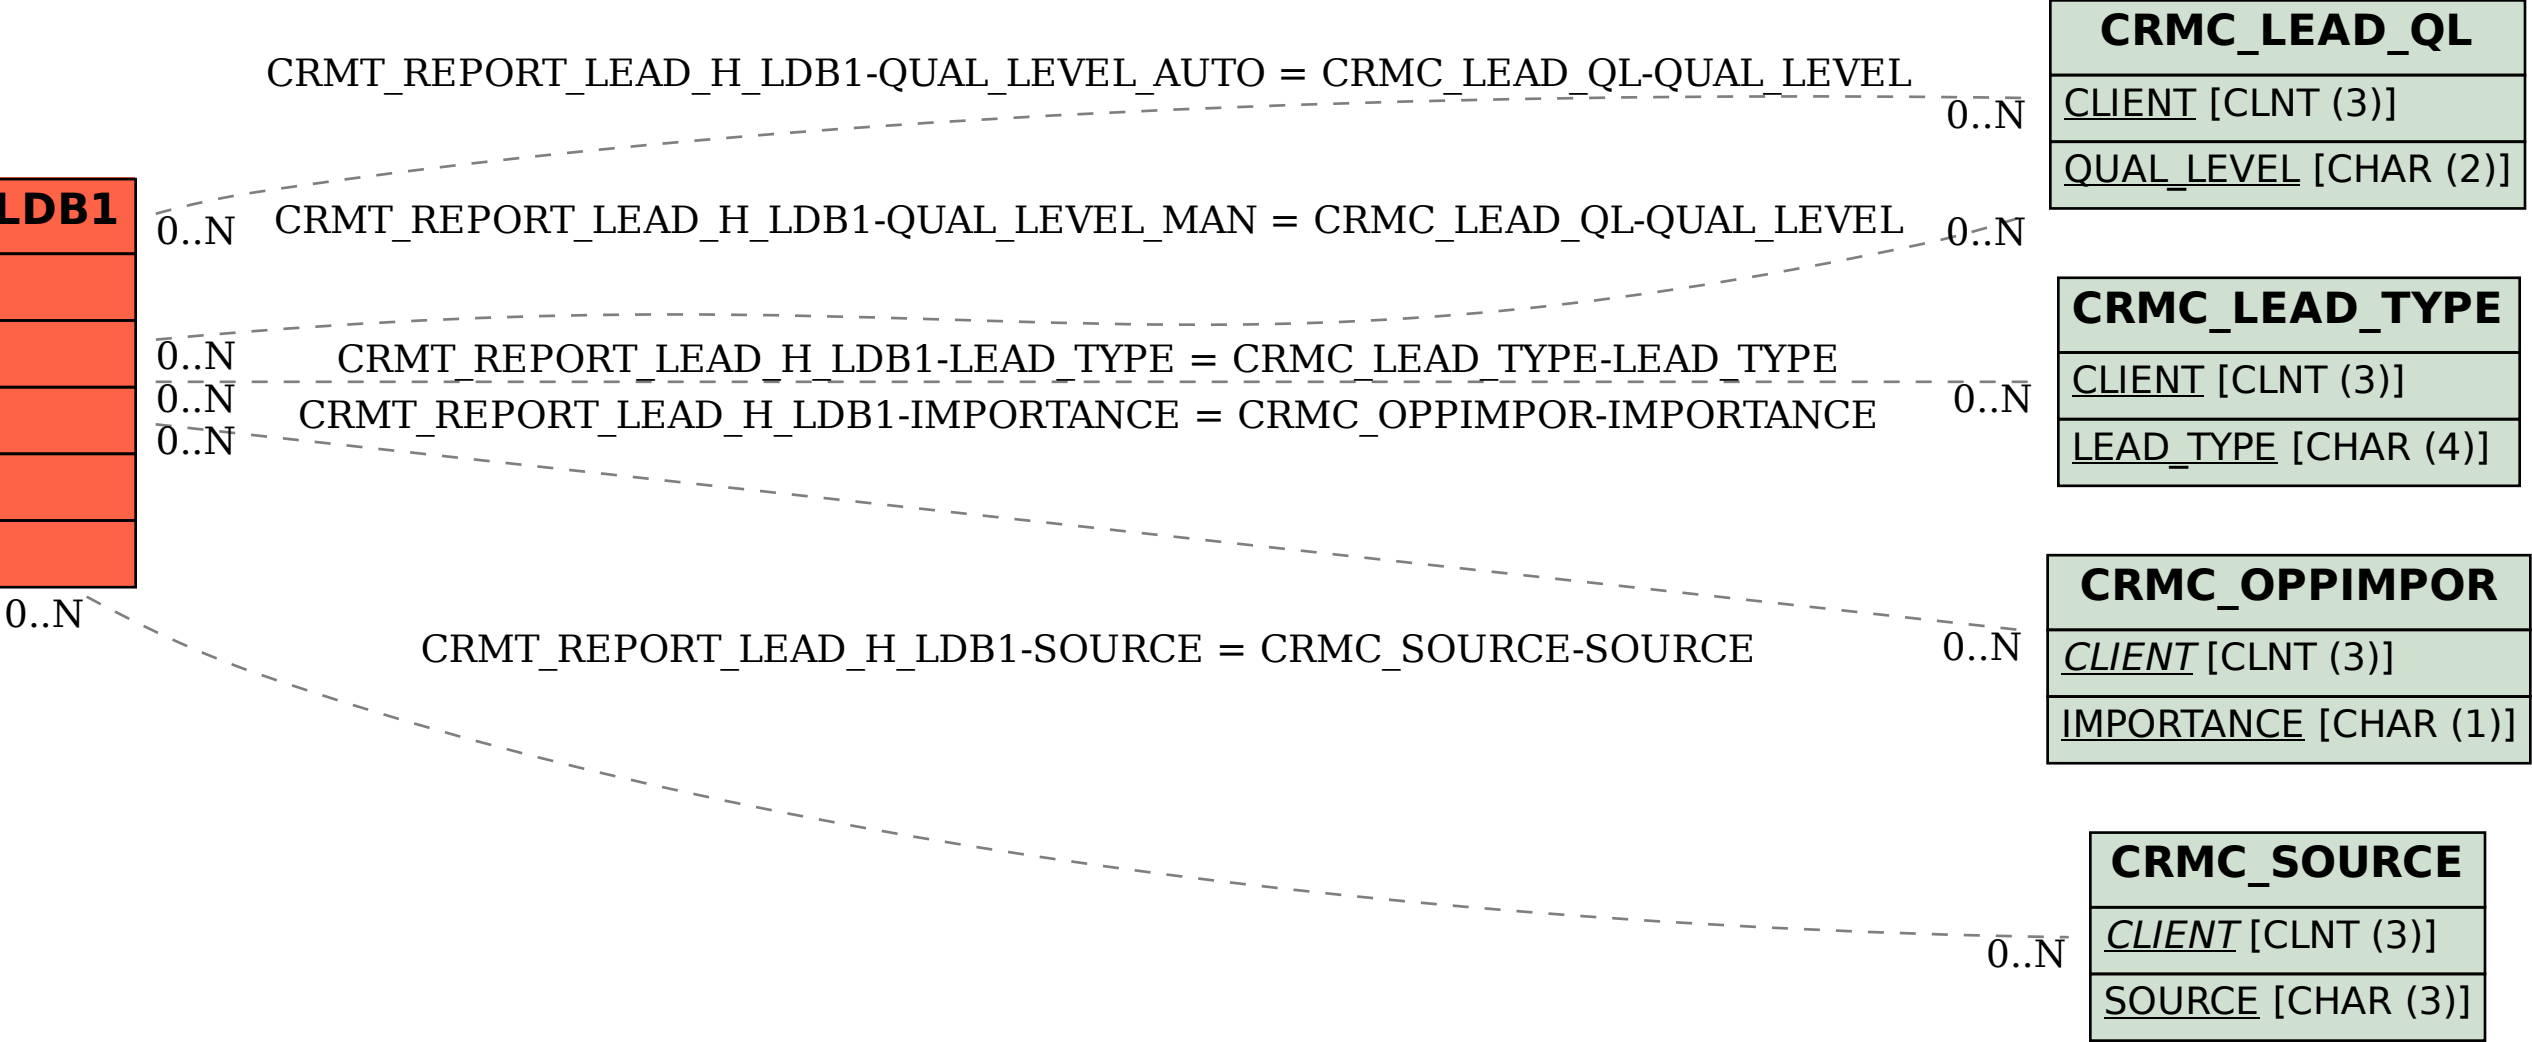 LDB1
0..N
0..N
0..N
0..N
0..N
CRMT_REPORT_LEAD_H_LDB1-QUAL_LEVEL_AUTO = CRMC_LEAD_QL-QUAL_LEVEL
0..N
CRMT_REPORT_LEAD_H_LDB1-QUAL_LEVEL_MAN = CRMC_LEAD_QL-QUAL_LEVEL
0..N
CRMT_REPORT_LEAD_H_LDB1-LEAD_TYPE = CRMC_LEAD_TYPE-LEAD_TYPE
0..N
CRMT_REPORT_LEAD_H_LDB1-IMPORTANCE = CRMC_OPPIMPOR-IMPORTANCE
0..N
CRMT_REPORT_LEAD_H_LDB1-SOURCE = CRMC_SOURCE-SOURCE
0..N
CRMC_LEAD_QL
CLIENT [CLNT (3)]
QUAL_LEVEL [CHAR (2)]
CRMC_LEAD_TYPE
CLIENT [CLNT (3)]
LEAD_TYPE [CHAR (4)]
CRMC_OPPIMPOR
CLIENT [CLNT (3)]
IMPORTANCE [CHAR (1)]
CRMC_SOURCE
CLIENT [CLNT (3)]
SOURCE [CHAR (3)]